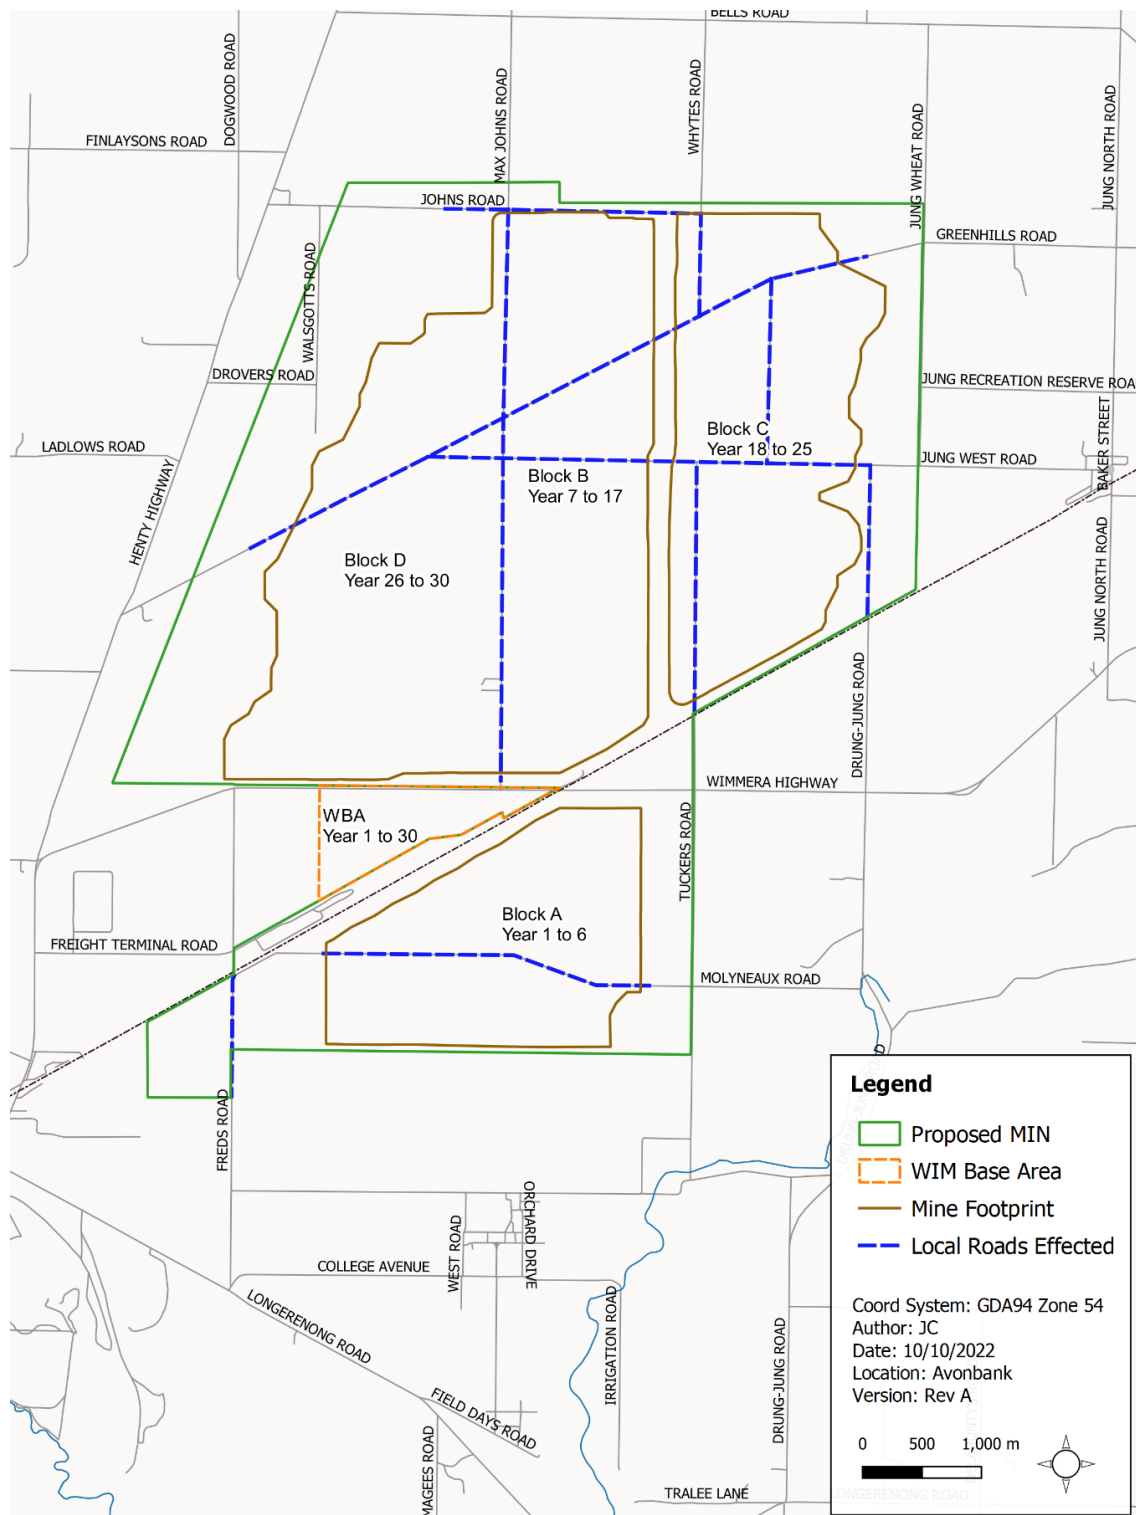 BELLS ROAD
DOGWOOD ROAD
MAX JOHNS ROAD
WHYTES ROAD
JUNG WHEAT ROAD
JUNG NORTH ROAD
FINLAYSONS ROAD
JOHNS ROAD
GREENHILLS ROAD
WALSGOTTS ROAD
DROVERS ROAD
JUNG RECREATION RESERVE ROA
BAKER STREET
LADLOWS ROAD
Block C
Year 18 to 25
JUNG WEST ROAD
HENTY HIGHWAY
Block B
Year 7 to 17
JUNG NORTH ROAD
Block D
Year 26 to 30
DRUNG-JUNG ROAD
WIMMERA HIGHWAY
WBA
Year 1 to 30
TUCKERS ROAD
Block A
Year 1 to 6
FREIGHT TERMINAL ROAD
MOLYNEAUX ROAD
FREDS ROAD
DRUNG-JUNG ROAD
Legend
Proposed MIN
WIM Base Area
Mine Footprint
Local Roads Effected
ORCHARD DRIVE
WEST ROAD
COLLEGE AVENUE
LONGERENONG ROAD
IRRIGATION ROAD
DRUNG-JUNG ROAD
FIELD DAYS ROAD
MAGEES ROAD
TRALEE LANE
LONGERENONG ROAD
Coord System: GDA94 Zone 54
Author: JC
Date: 10/10/2022
Location: Avonbank
Version: Rev A
0 500 1,000 m